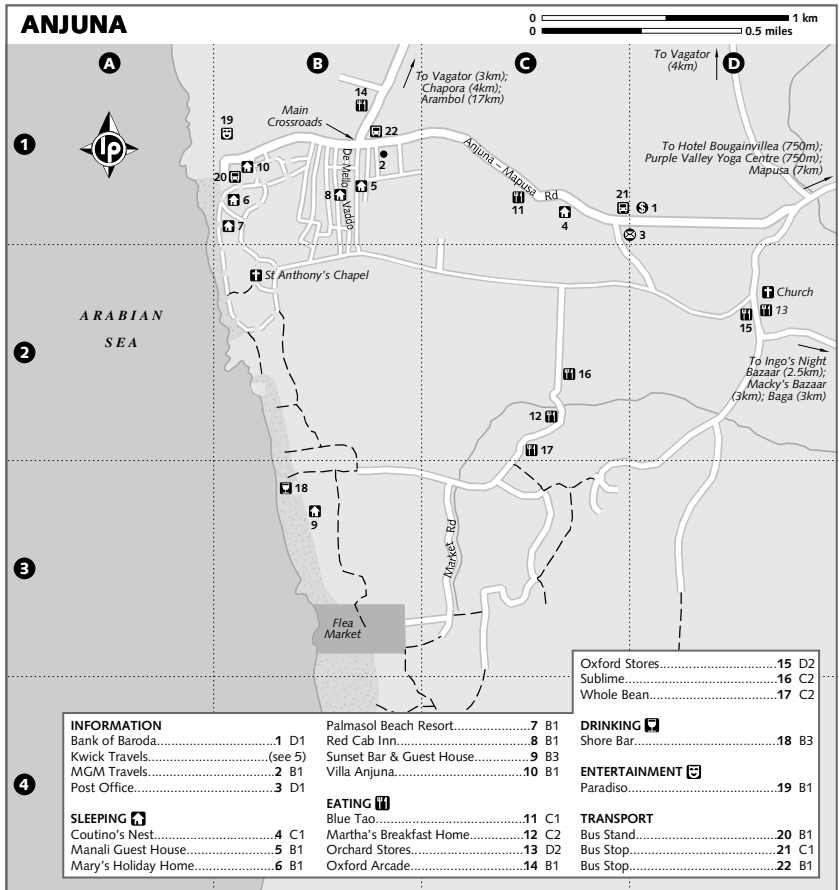 ANJUNA
0 1 km
0 0.5 miles
A B C D
1
2
3
4
lp
To Vagator (3km);
Chapora (4km);
Arambol (17km)
To Vagator
(4km)
Main
Crossroads
To Hotel Bougainvillea (750m);
Purple Valley Yoga Centre (750m);
Mapusa (7km)
Anjuna – Mapusa Rd
De Mello Vaddo
14
19
22
2
10
20
5
8
6
7
11
4
21
1
3
St Anthony's Chapel
Church
13
15
ARABIAN
SEA
To Ingo's Night
Bazaar (2.5km);
Macky's Bazaar
(3km); Baga (3km)
16
12
17
18
9
Market Rd
Flea
Market
INFORMATION
Bank of Baroda 1 D1
Kwick Travels (see 5)
MGM Travels 2 B1
Post Office 3 D1
SLEEPING
Coutino's Nest 4 C1
Manali Guest House 5 B1
Mary's Holiday Home 6 B1
Palmasol Beach Resort 7 B1
Red Cab Inn 8 B1
Sunset Bar & Guest House 9 B3
Villa Anjuna 10 B1
EATING
Blue Tao 11 C1
Martha's Breakfast Home 12 C2
Orchard Stores 13 D2
Oxford Arcade 14 B1
Oxford Stores 15 D2
Sublime 16 C2
Whole Bean 17 C2
DRINKING
Shore Bar 18 B3
ENTERTAINMENT
Paradiso 19 B1
TRANSPORT
Bus Stand 20 B1
Bus Stop 21 C1
Bus Stop 22 B1